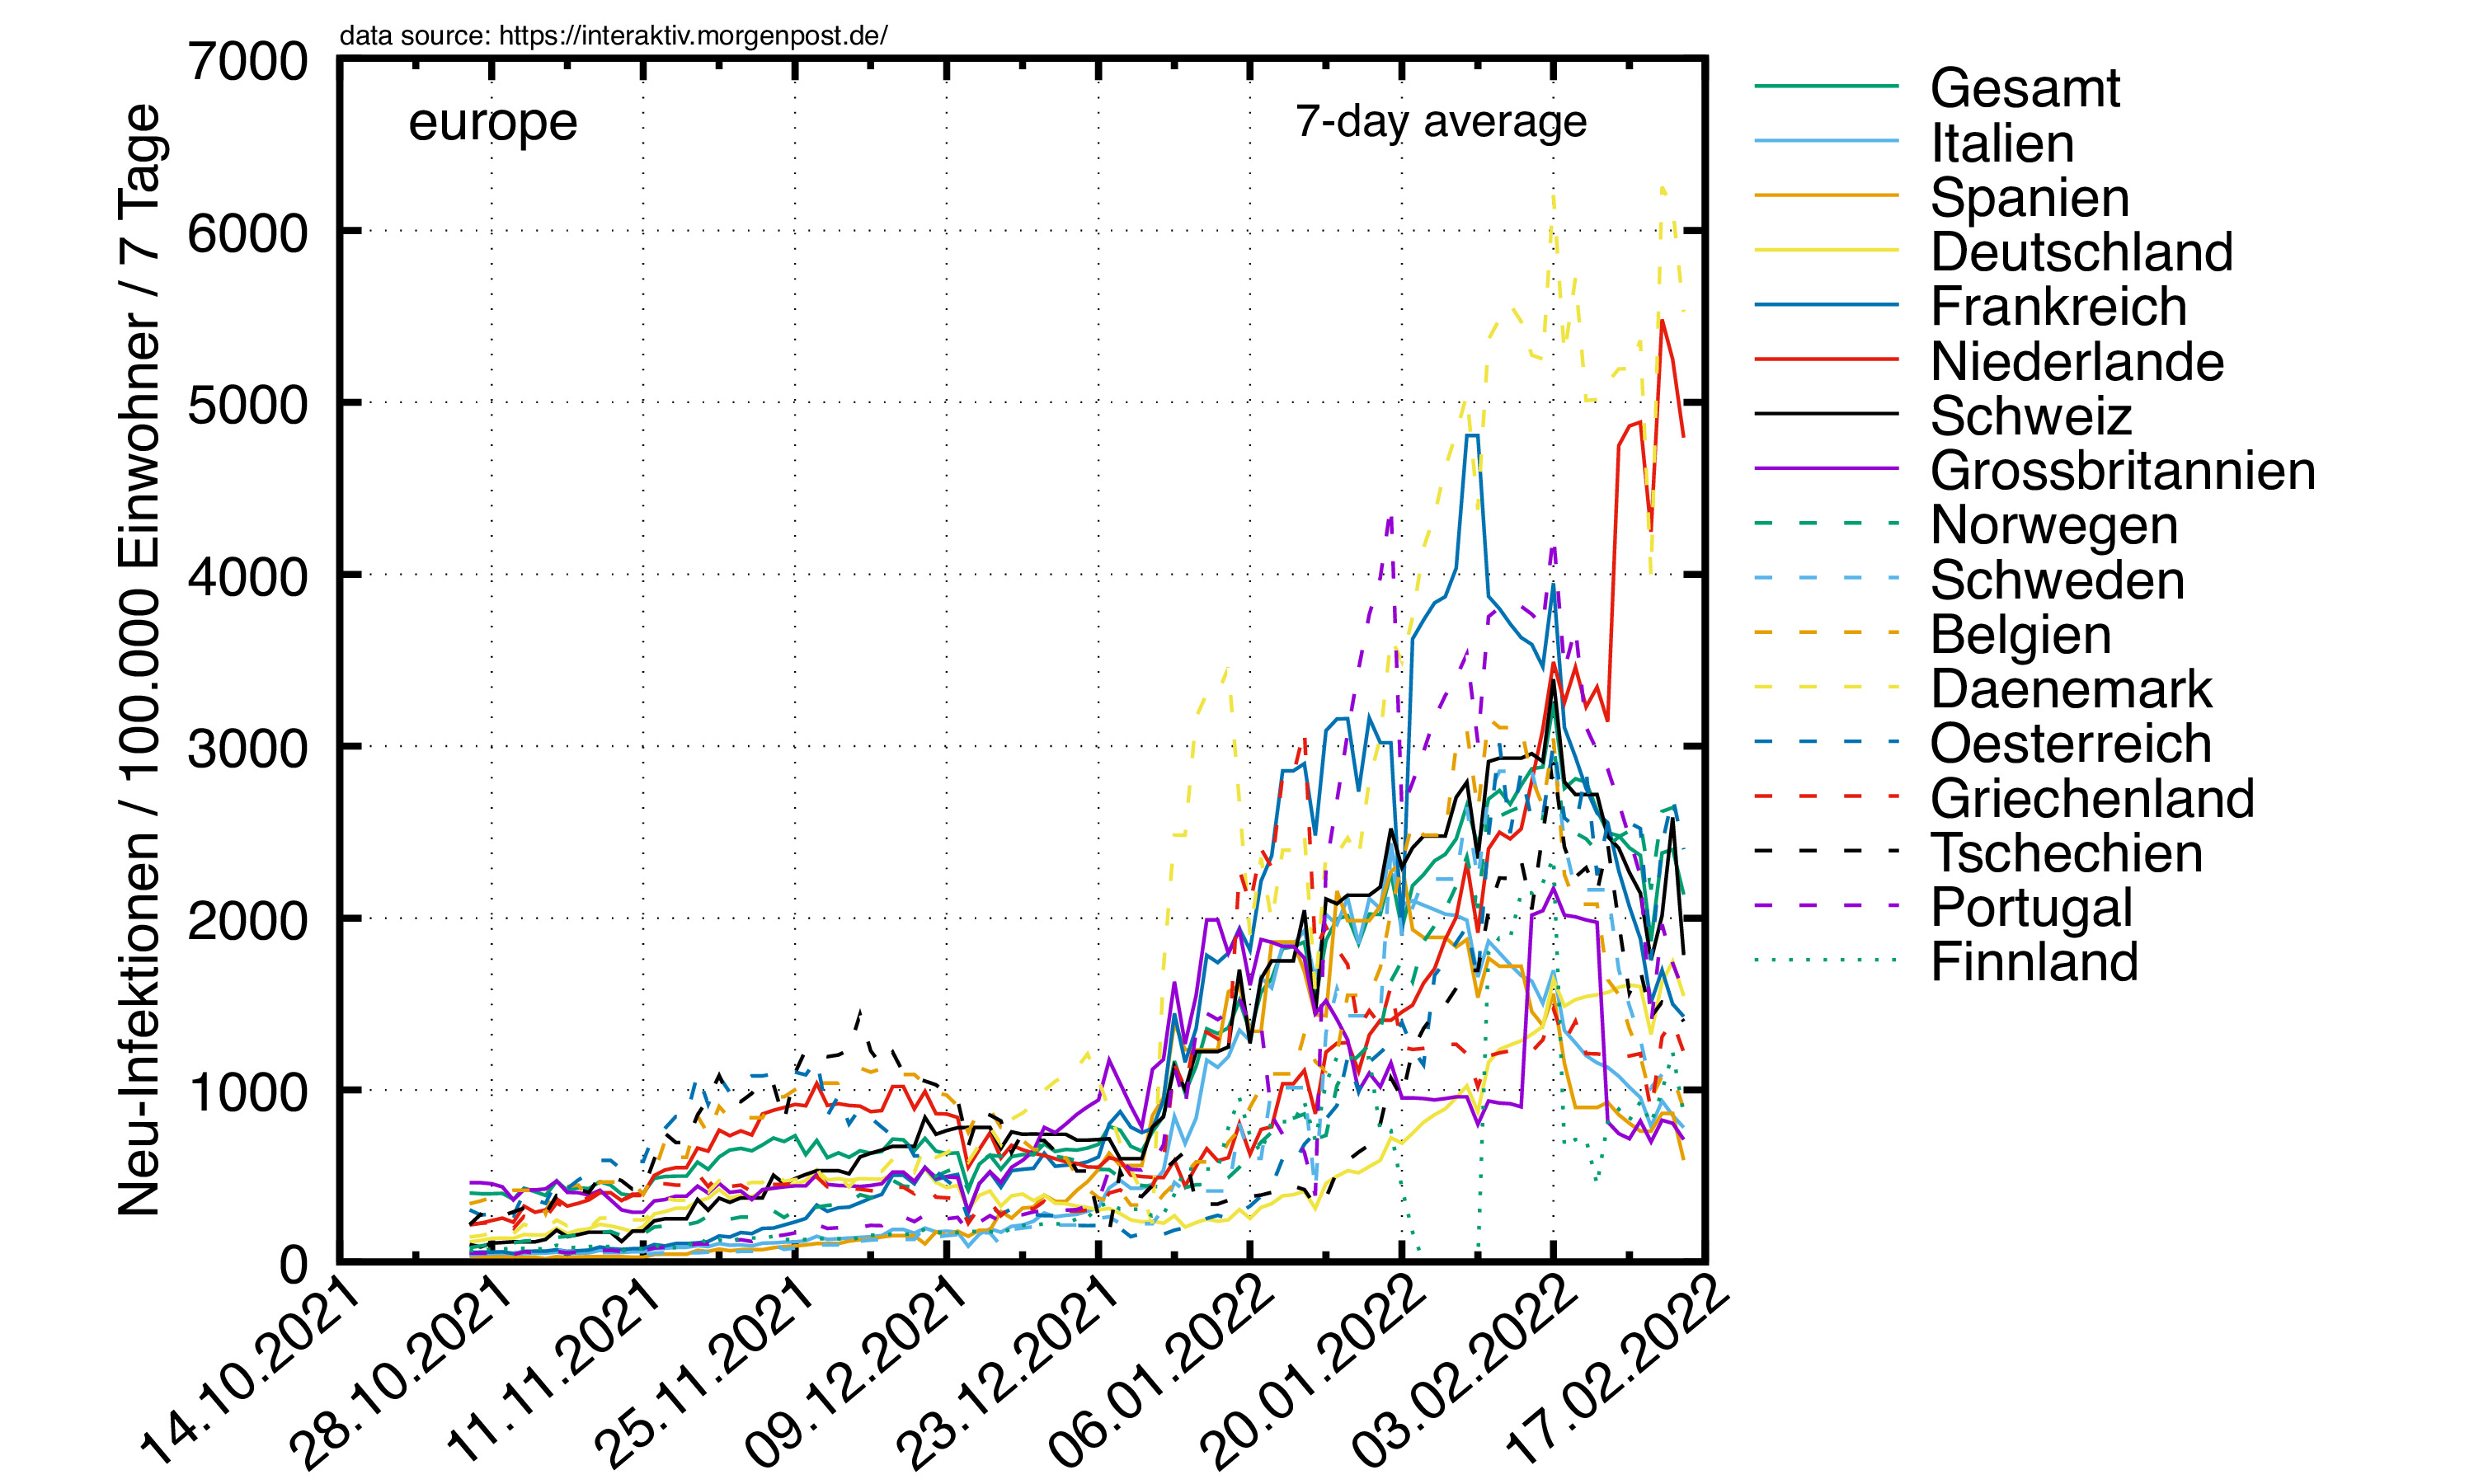 data source: https://interaktiv.morgenpost.de/
europe
7-day average
Neu-Infektionen / 100.000 Einwohner / 7 Tage
7000
6000
5000
4000
3000
2000
1000
0
14.10.2021
28.10.2021
11.11.2021
25.11.2021
09.12.2021
23.12.2021
06.01.2022
20.01.2022
03.02.2022
17.02.2022
Gesamt
Italien
Spanien
Deutschland
Frankreich
Niederlande
Schweiz
Grossbritannien
Norwegen
Schweden
Belgien
Daenemark
Oesterreich
Griechenland
Tschechien
Portugal
Finnland